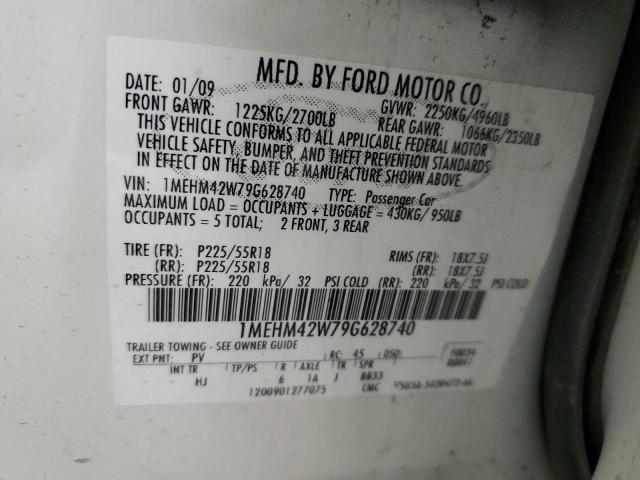 MFD. BY FORD MOTOR CO.
DATE: 01/09 GVWR: 2250KG/4960LB
FRONT GAWR: 1225KG/2700LB REAR GAWR: 1066KG/2350LB
THIS VEHICLE CONFORMS TO ALL APPLICABLE FEDERAL MOTOR
VEHICLE SAFETY, BUMPER, AND THEFT PREVENTION STANDARDS
IN EFFECT ON THE DATE OF MANUFACTURE SHOWN ABOVE.
VIN: 1MEHM42W79G628740 TYPE: Passenger Car
MAXIMUM LOAD = OCCUPANTS + LUGGAGE = 430KG/950LB
OCCUPANTS = 5 TOTAL; 2 FRONT, 3 REAR
TIRE (FR): P225/55R18 RIMS (FR): 18X7.5J
(RR): P225/55R18 (RR): 18X7.5J
PRESSURE (FR): 220 kPa/ 32 PSI COLD (RR): 220 kPa/ 32 PSI COLD
1MEHM42W79G628740
TRAILER TOWING - SEE OWNER GUIDE
EXT PNT: PV RC: 45 DSO:
INT TR TP/PS R AXLE TR SPR
HJ 6 1A J BB33
1200901277075 CMC